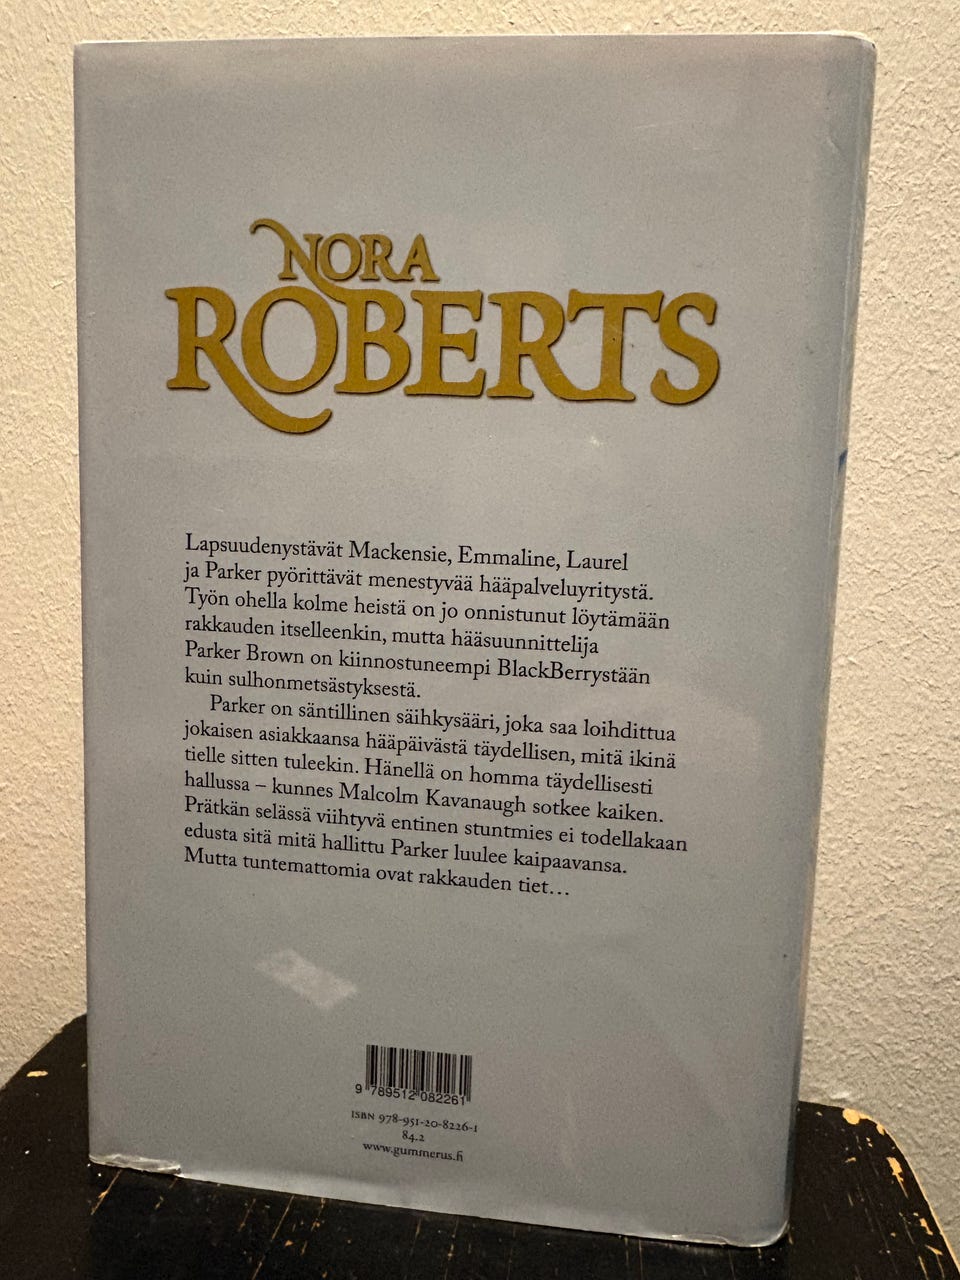 NORA
ROBERTS
Lapsuudenystävät Mackensie, Emmaline, Laurel
ja Parker pyörittävät menestyvää hääpalveluyritystä.
Työn ohella kolme heistä on jo onnistunut löytämään
rakkauden itselleenkin, mutta hääsuunnittelija
Parker Brown on kiinnostuneempi BlackBerrystään
kuin sulhonmetsästyksestä.
Parker on säntillinen säihkysääri, joka saa loihdittua
jokaisen asiakkaansa hääpäivästä täydellisen, mitä ikinä
tielle sitten tuleekin. Hänellä on homma täydellisesti
hallussa – kunnes Malcolm Kavanaugh sotkee kaiken.
Prätkän selässä viihtyvä entinen stuntmies ei todellakaan
edusta sitä mitä hallittu Parker luulee kaipaavansa.
Mutta tuntemattomia ovat rakkauden tiet…
9 789512 082261
ISBN 978-951-20-8226-1
84.2
www.gummerus.fi